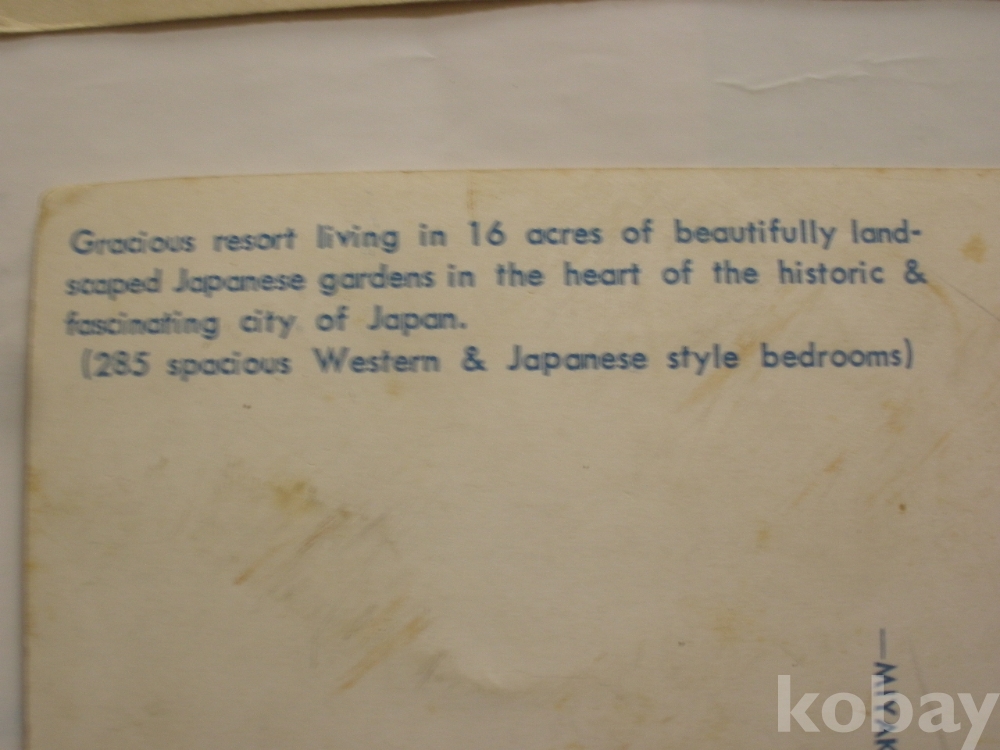 Gracious resort living in 16 acres of beautifully land-
scaped Japanese gardens in the heart of the historic &
fascinating city of Japan.
(285 spacious Western & Japanese style bedrooms)
kobay